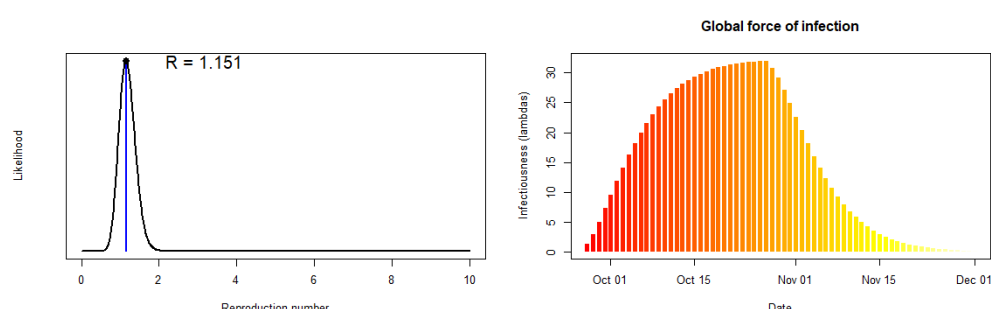 R = 1.151
Likelihood
0 2 4 6 8 10
Reproduction number
Global force of infection
Infectiousness (lambdas)
30
25
20
15
10
5
0
Oct 01 Oct 15 Nov 01 Nov 15 Dec 01
Date